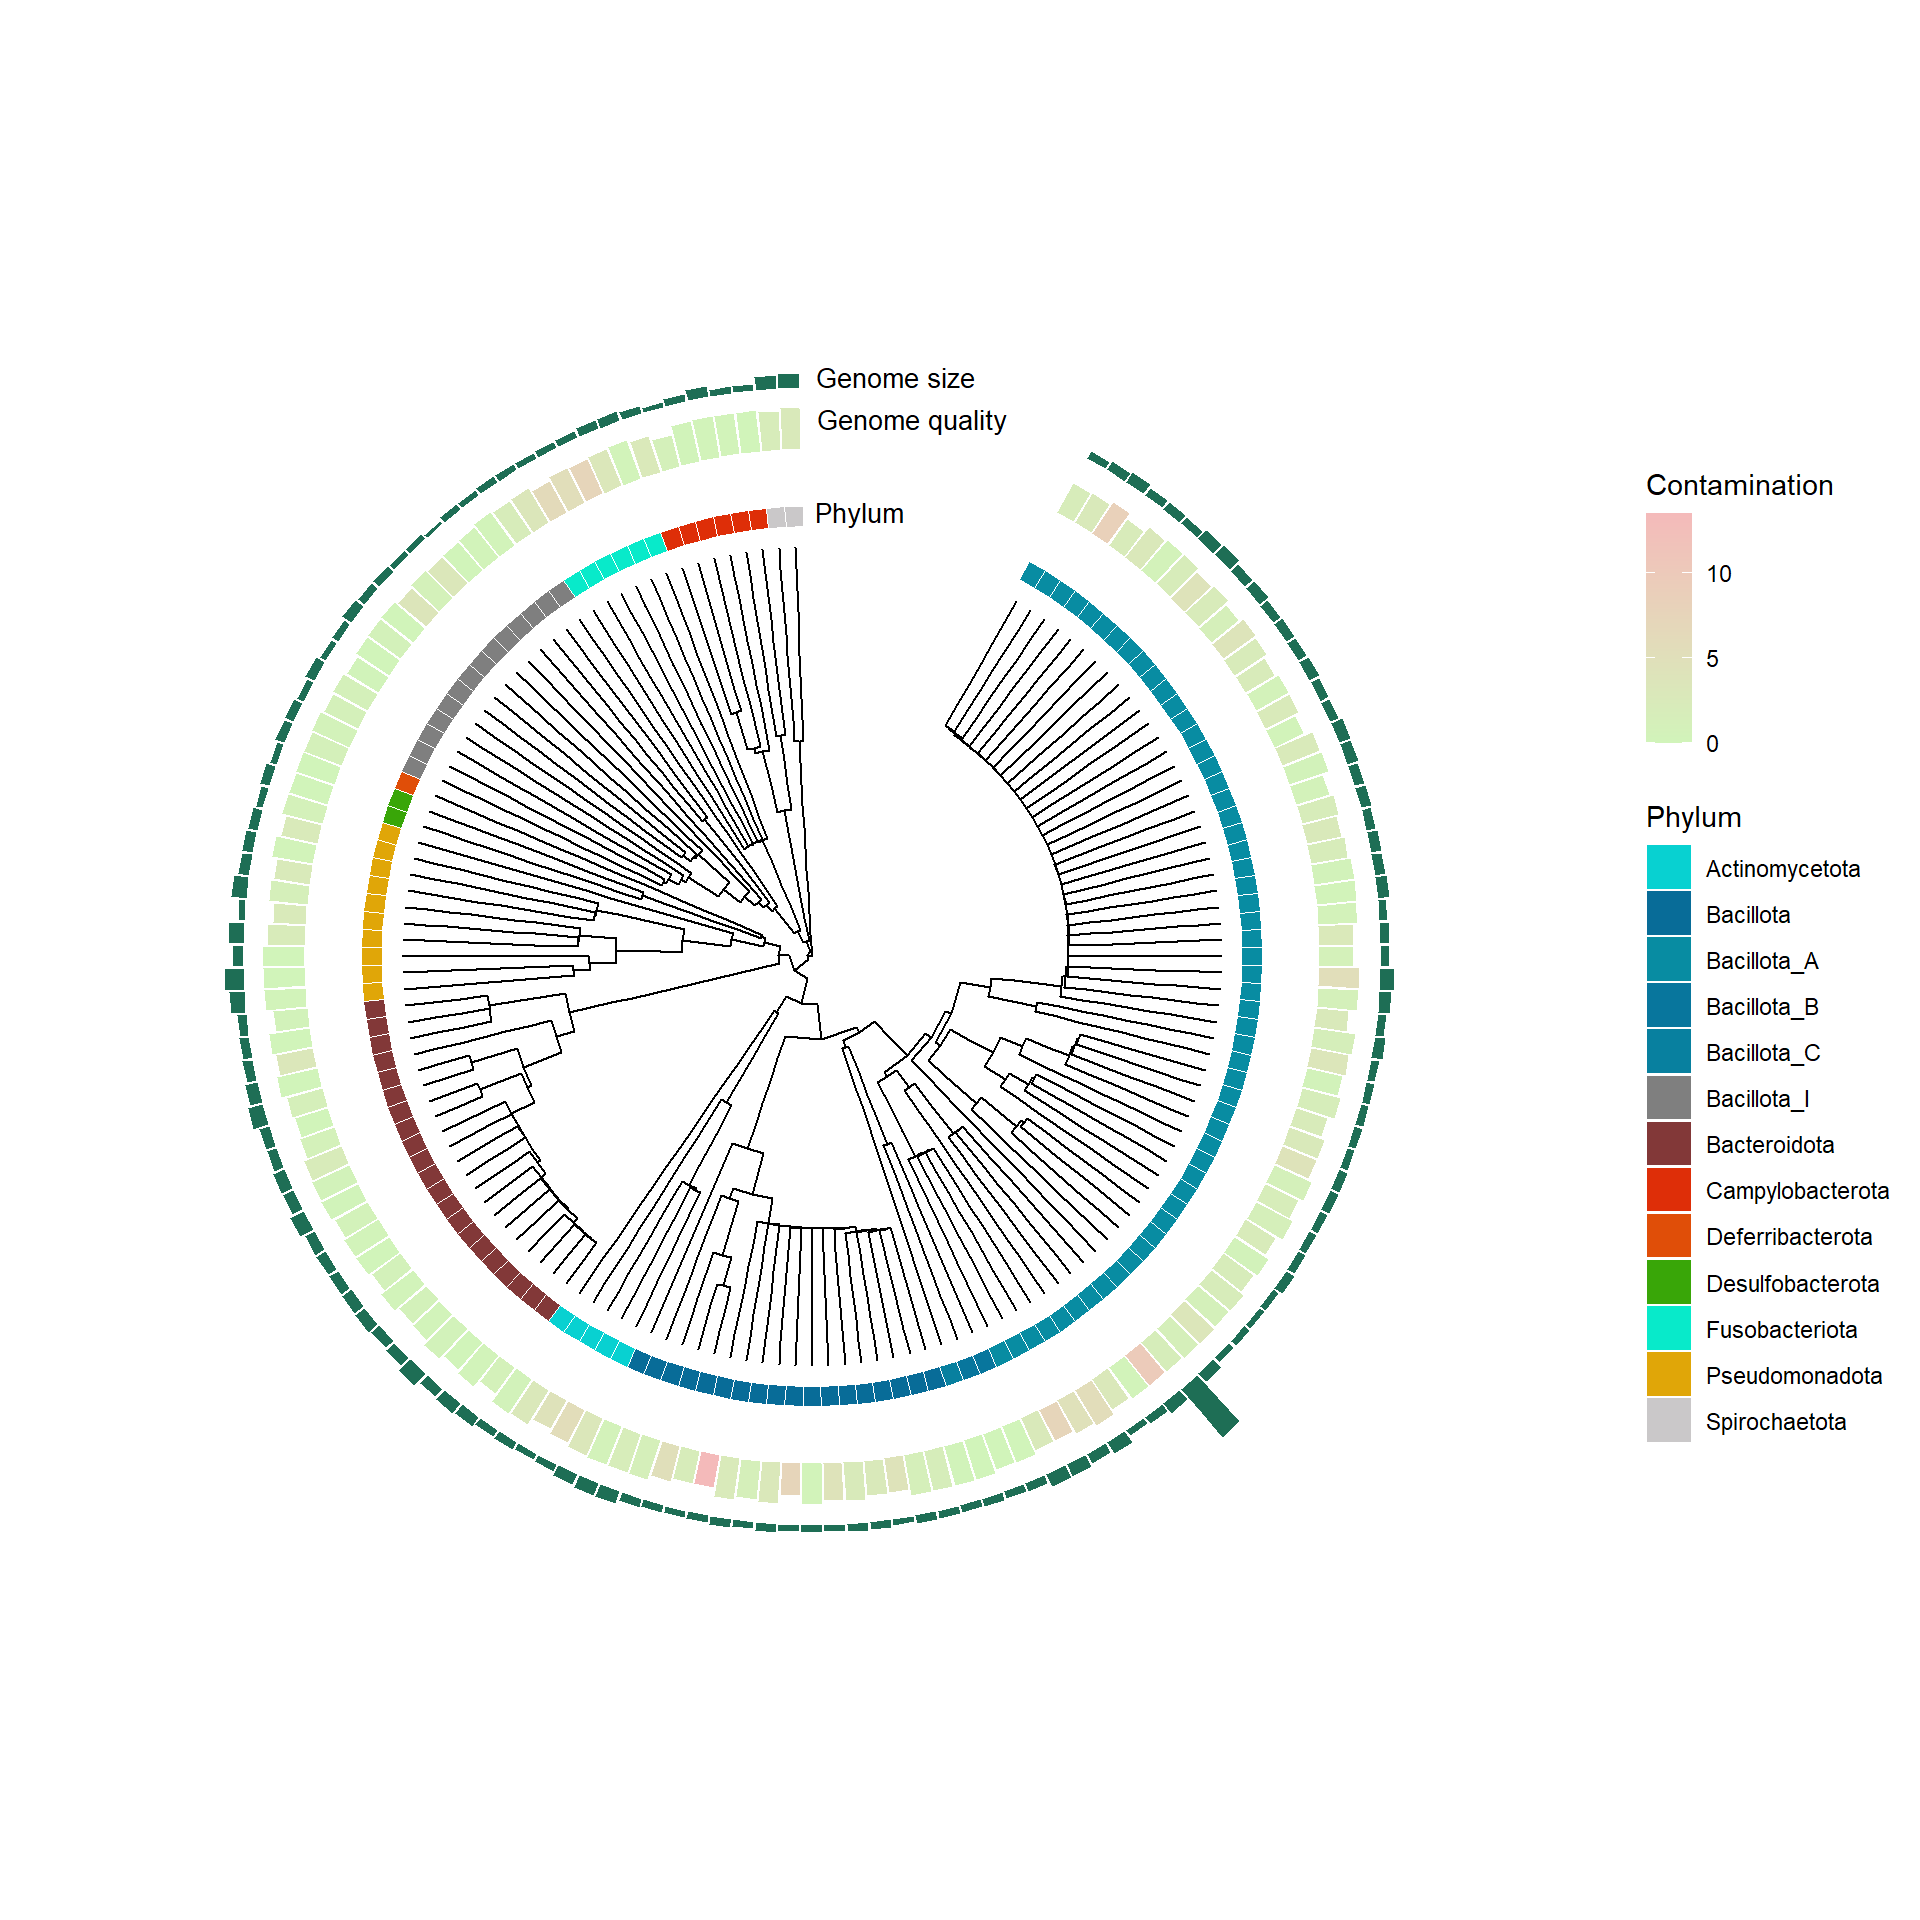 Genome size
Genome quality
Phylum
Contamination
10
5
0
Phylum
Actinomycetota
Bacillota
Bacillota_A
Bacillota_B
Bacillota_C
Bacillota_I
Bacteroidota
Campylobacterota
Deferribacterota
Desulfobacterota
Fusobacteriota
Pseudomonadota
Spirochaetota